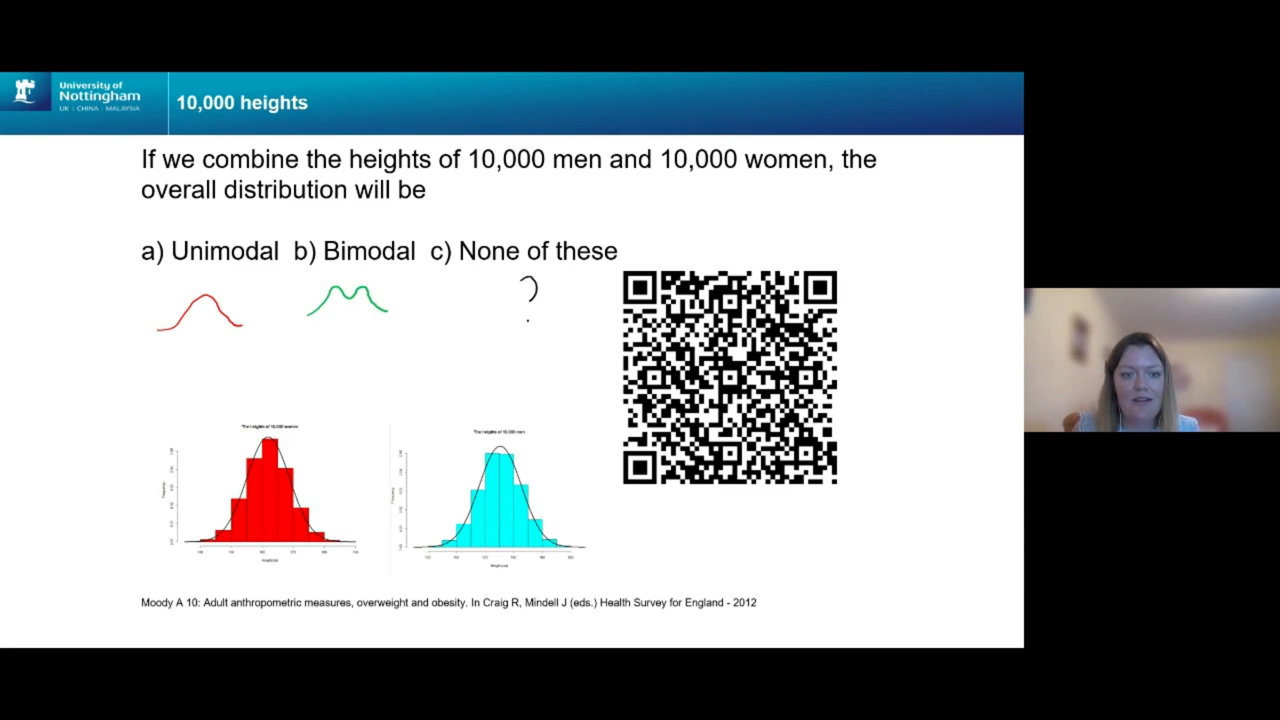 University of
Nottingham
UK | CHINA | MALAYSIA
10,000 heights
If we combine the heights of 10,000 men and 10,000 women, the
overall distribution will be
a) Unimodal b) Bimodal c) None of these
?
The heights of 10,000 women
The heights of 10,000 men
Moody A 10: Adult anthropometric measures, overweight and obesity. In Craig R, Mindell J (eds.) Health Survey for England - 2012